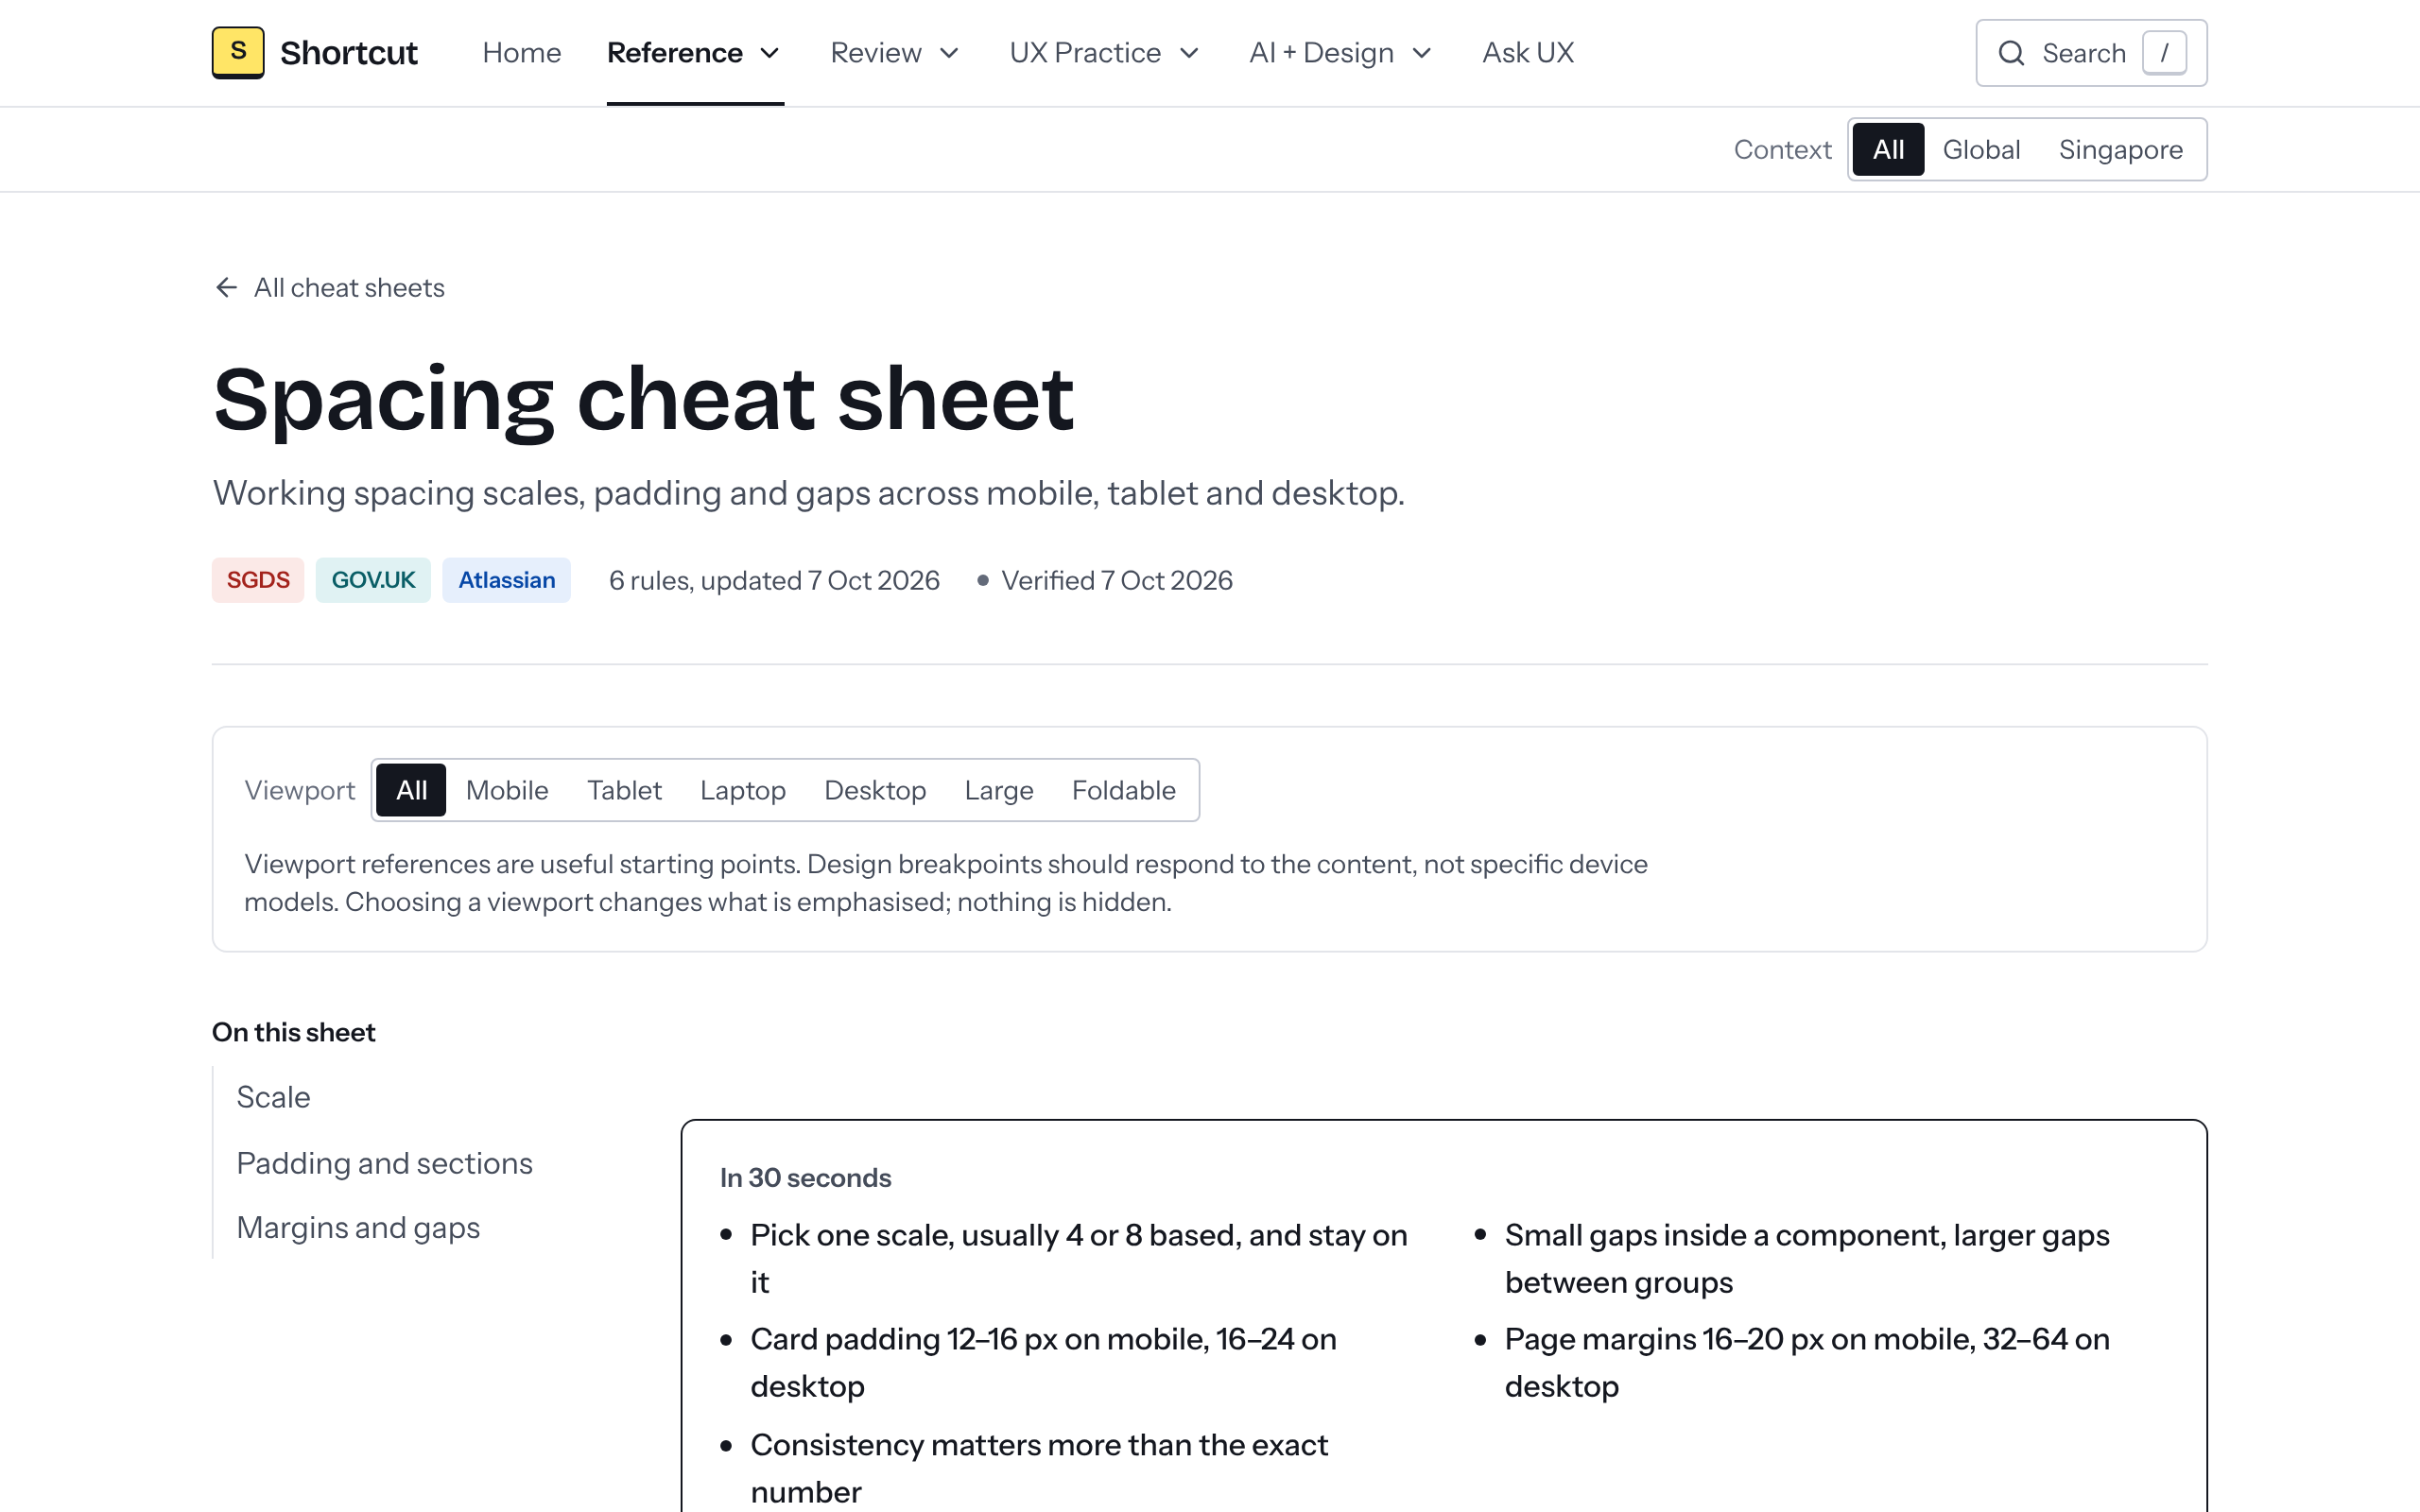 S Shortcut Home Reference Review UX Practice AI + Design Ask UX Search /
Context All Global Singapore
All cheat sheets
Spacing cheat sheet
Working spacing scales, padding and gaps across mobile, tablet and desktop.
SGDS GOV.UK Atlassian 6 rules, updated 7 Oct 2026 • Verified 7 Oct 2026
Viewport All Mobile Tablet Laptop Desktop Large Foldable
Viewport references are useful starting points. Design breakpoints should respond to the content, not specific device
models. Choosing a viewport changes what is emphasised; nothing is hidden.
On this sheet
Scale
Padding and sections
Margins and gaps
In 30 seconds
• Pick one scale, usually 4 or 8 based, and stay on
it
• Small gaps inside a component, larger gaps
between groups
• Card padding 12–16 px on mobile, 16–24 on
desktop
• Page margins 16–20 px on mobile, 32–64 on
desktop
• Consistency matters more than the exact
number